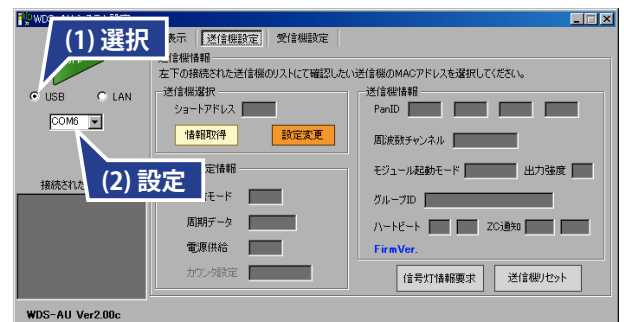 WDS-AU システム設定
(1) 選択
表示 送信機設定 受信機設定
送信機情報
左下の接続された送信機のリストにて確認したい送信機のMACアドレスを選択してください。
USB LAN
COM6
送信機選択
ショートアドレス
情報取得 設定変更
送信機情報
PanID
周波数チャンネル
モジュール起動モード 出力強度
グループID
ハートビート ZC通知
FirmVer.
(2) 設定
接続された
定情報
モード
周期データ
電源供給
カウンタ設定
信号灯情報要求 送信機リセット
WDS-AU Ver2.00c